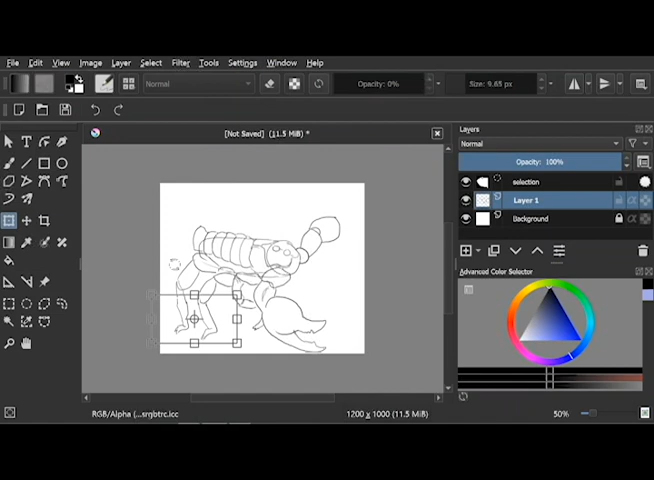 File Edit View Image Layer Select Filter Tools Settings Window Help
Normal Opacity: 0% Size: 9.65 px
[Not Saved] (11.5 MiB) *
Layers
Normal
Opacity: 100%
selection
Layer 1
Background
Advanced Color Selector
RGB/Alpha (...srgbtrc.icc 1200 x 1000 (11.5 MiB) 50%